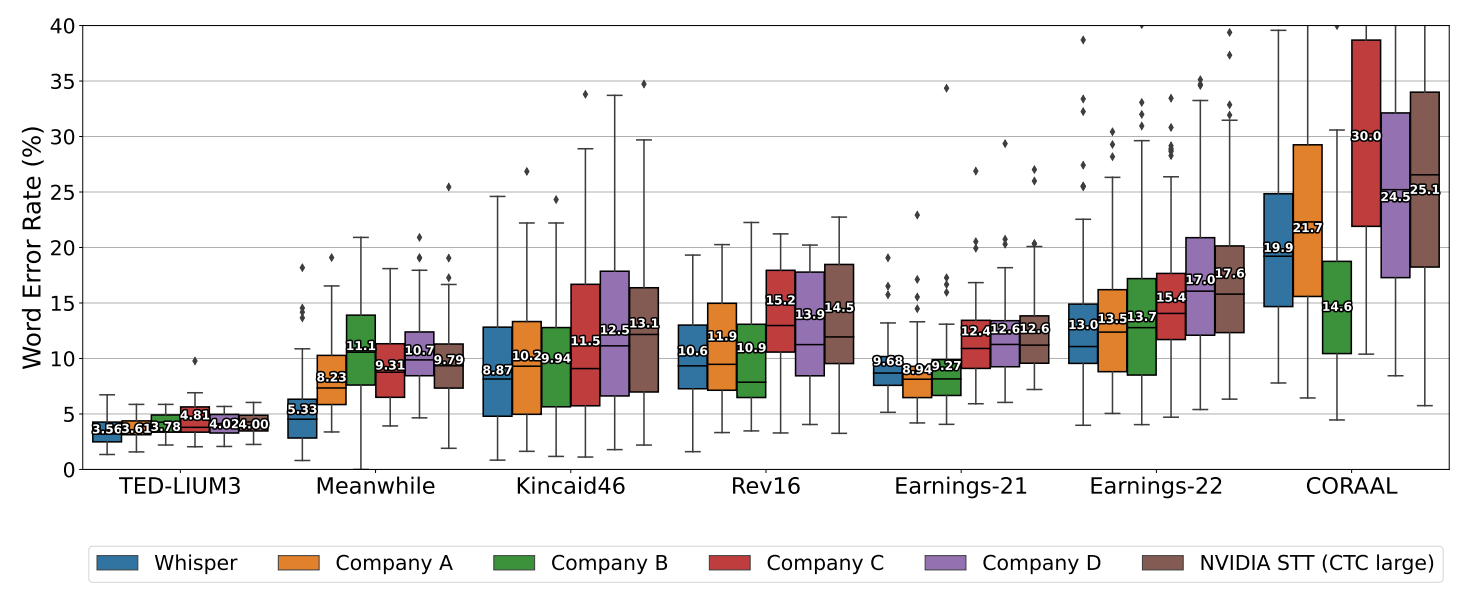 Word Error Rate (%)
40
35
30
25
20
15
10
5
0
3.56 3.61 3.78 4.81 4.02 4.00
5.33 8.23 11.1 9.31 10.7 9.79
8.87 10.2 9.94 11.5 12.5 13.1
10.6 11.9 10.9 15.2 13.9 14.5
9.68 8.94 9.27 12.4 12.6 12.6
13.0 13.5 13.7 15.4 17.0 17.6
19.9 21.7 14.6 30.0 24.5 25.1
TED-LIUM3 Meanwhile Kincaid46 Rev16 Earnings-21 Earnings-22 CORAAL
Whisper Company A Company B Company C Company D NVIDIA STT (CTC large)